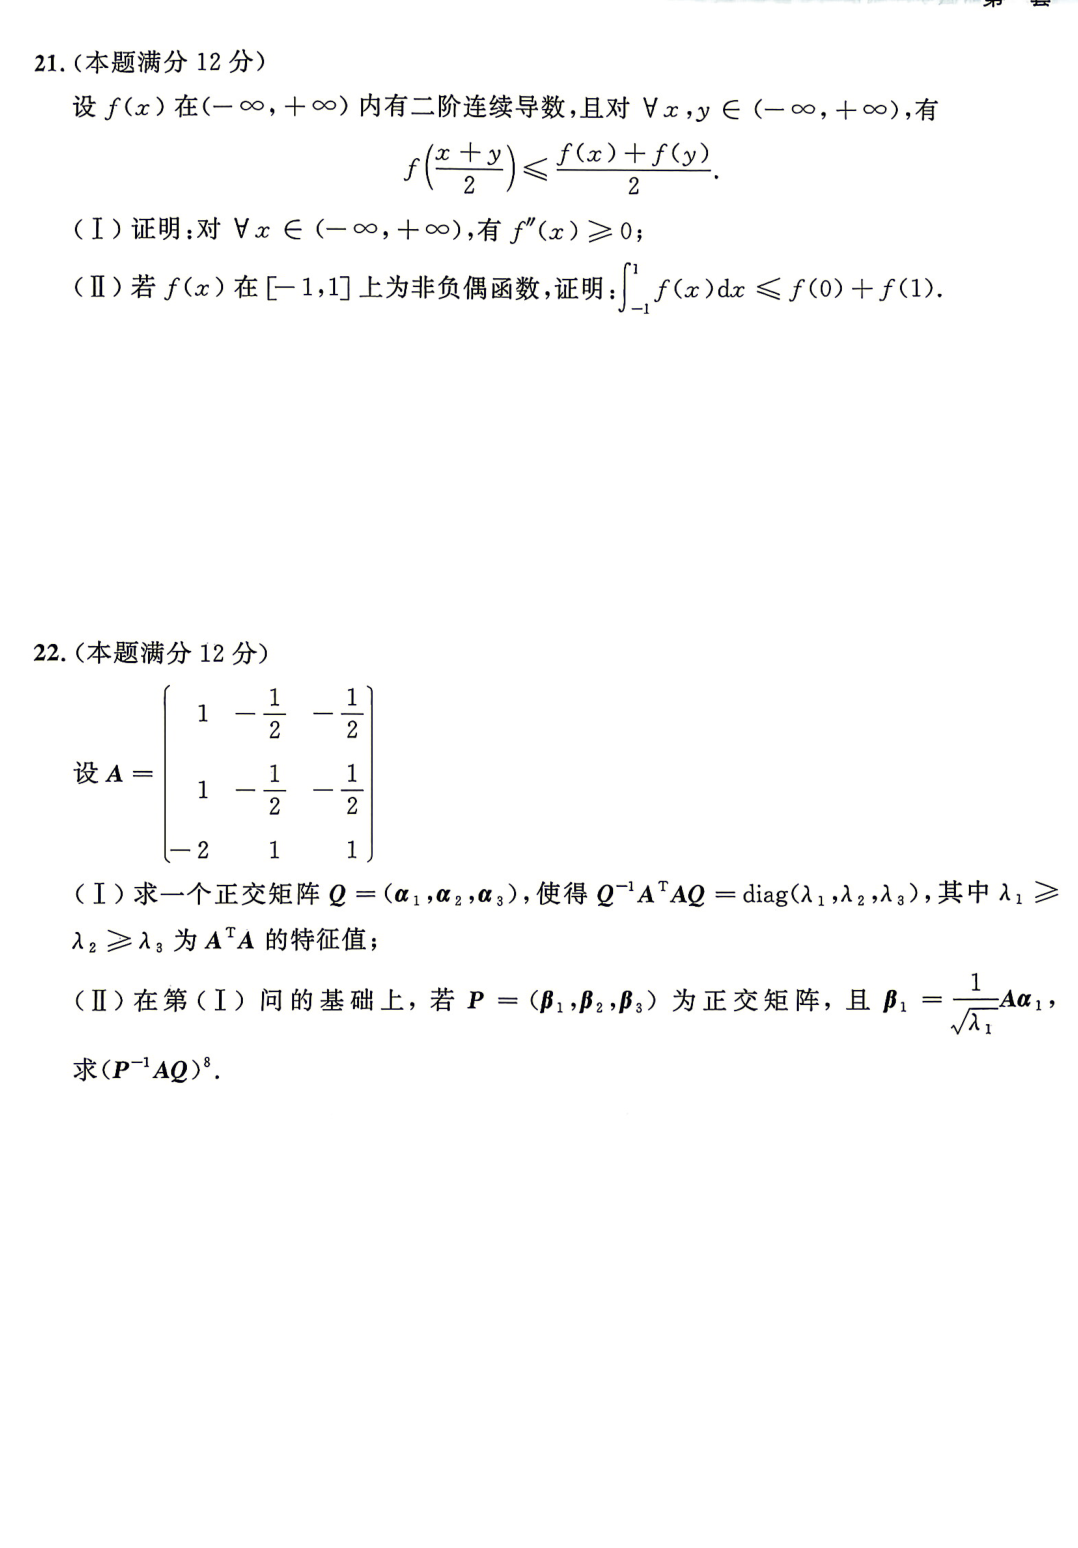 21.(本题满分 12 分)
设 f(x) 在(-∞,+∞) 内有二阶连续导数,且对 ∀x,y ∈ (-∞,+∞),有
f((x+y)/2) ⩽ (f(x)+f(y))/2.
(Ⅰ) 证明:对 ∀x ∈ (-∞,+∞),有 f″(x) ⩾ 0;
(Ⅱ) 若 f(x) 在 [-1,1] 上为非负偶函数,证明:∫_{-1}^{1} f(x)dx ⩽ f(0)+f(1).
22.(本题满分 12 分)
1 -1/2 -1/2
设 A = 1 -1/2 -1/2
-2 1 1
(Ⅰ) 求一个正交矩阵 Q = (α₁,α₂,α₃),使得 Q⁻¹AᵀAQ = diag(λ₁,λ₂,λ₃),其中 λ₁ ⩾
λ₂ ⩾ λ₃ 为 AᵀA 的特征值;
(Ⅱ) 在第(Ⅰ) 问的基础上,若 P = (β₁,β₂,β₃) 为正交矩阵,且 β₁ = 1/√λ₁ Aα₁,
求(P⁻¹AQ)⁸.